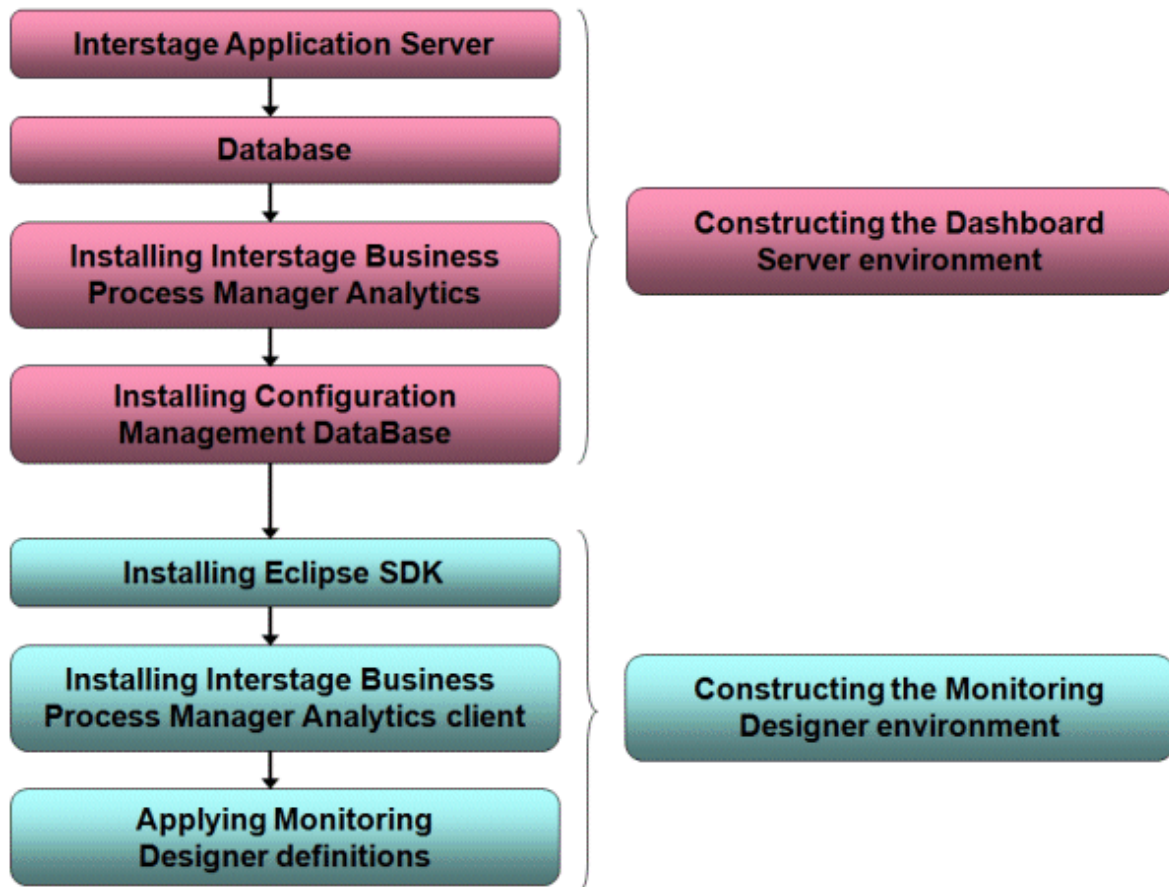 Interstage Application Server
Database
Installing Interstage Business
Process Manager Analytics
Installing Configuration
Management DataBase
Constructing the Dashboard
Server environment
Installing Eclipse SDK
Installing Interstage Business
Process Manager Analytics client
Applying Monitoring
Designer definitions
Constructing the Monitoring
Designer environment